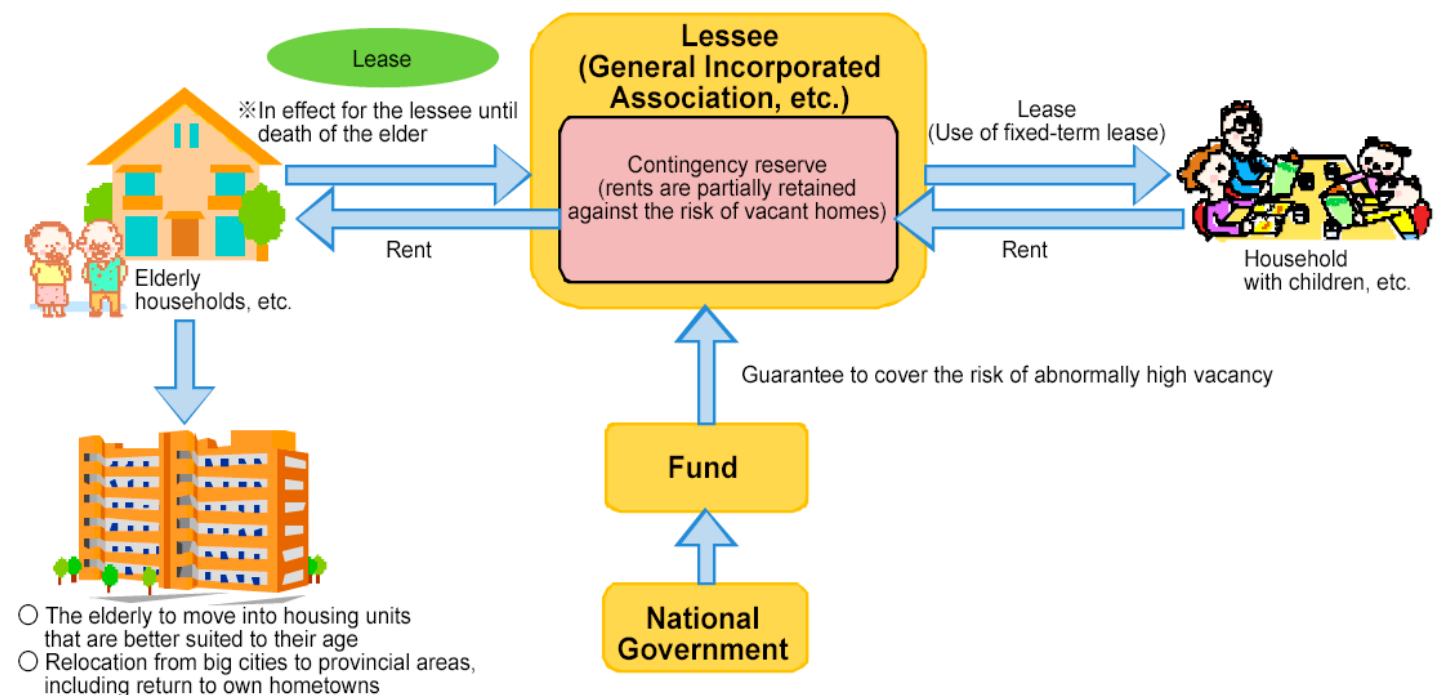 Lease
※In effect for the lessee until
death of the elder
Lessee
(General Incorporated
Association, etc.)
Contingency reserve
(rents are partially retained
against the risk of vacant homes)
Lease
(Use of fixed-term lease)
Rent
Rent
Elderly
households, etc.
Household
with children, etc.
Guarantee to cover the risk of abnormally high vacancy
Fund
National
Government
○ The elderly to move into housing units
that are better suited to their age
○ Relocation from big cities to provincial areas,
including return to own hometowns